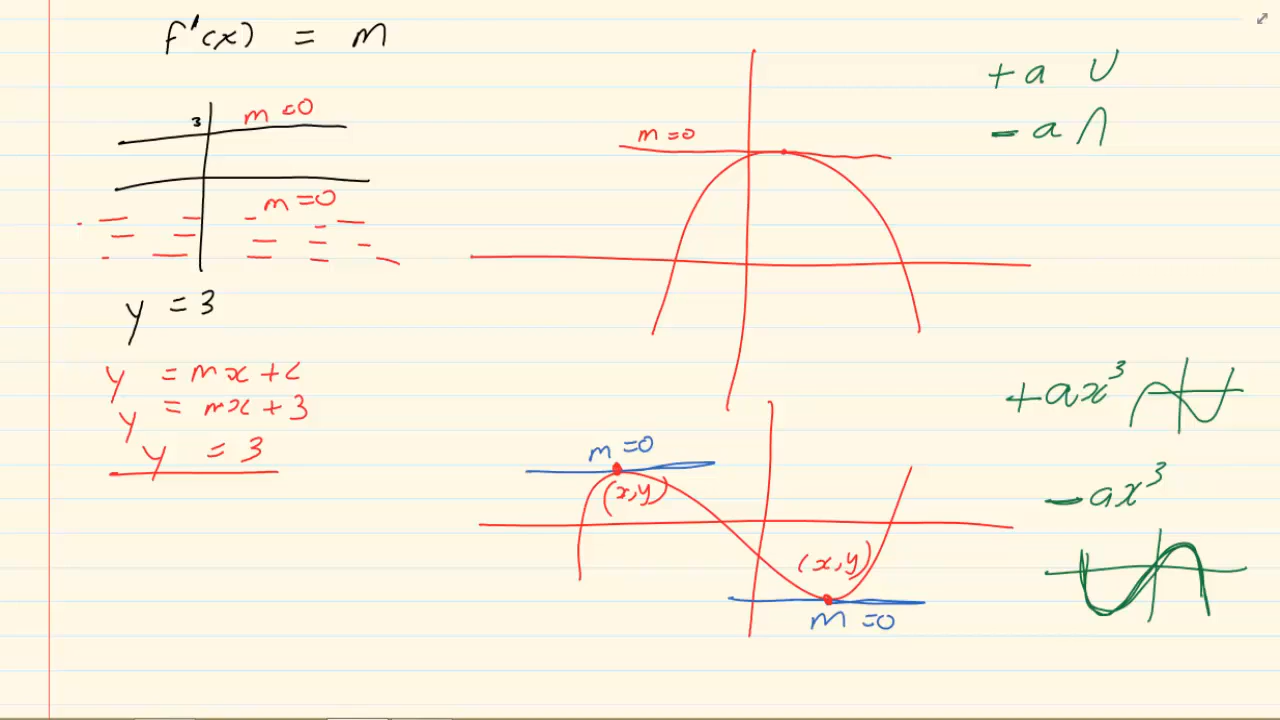 f'(x) = m
3 m=0
m=0
y = 3
y = mx+c
y = mx+3
y = 3
m=0
+a ∪
-a ∩
m=0
(x,y)
(x,y)
m=0
+ax³
-ax³